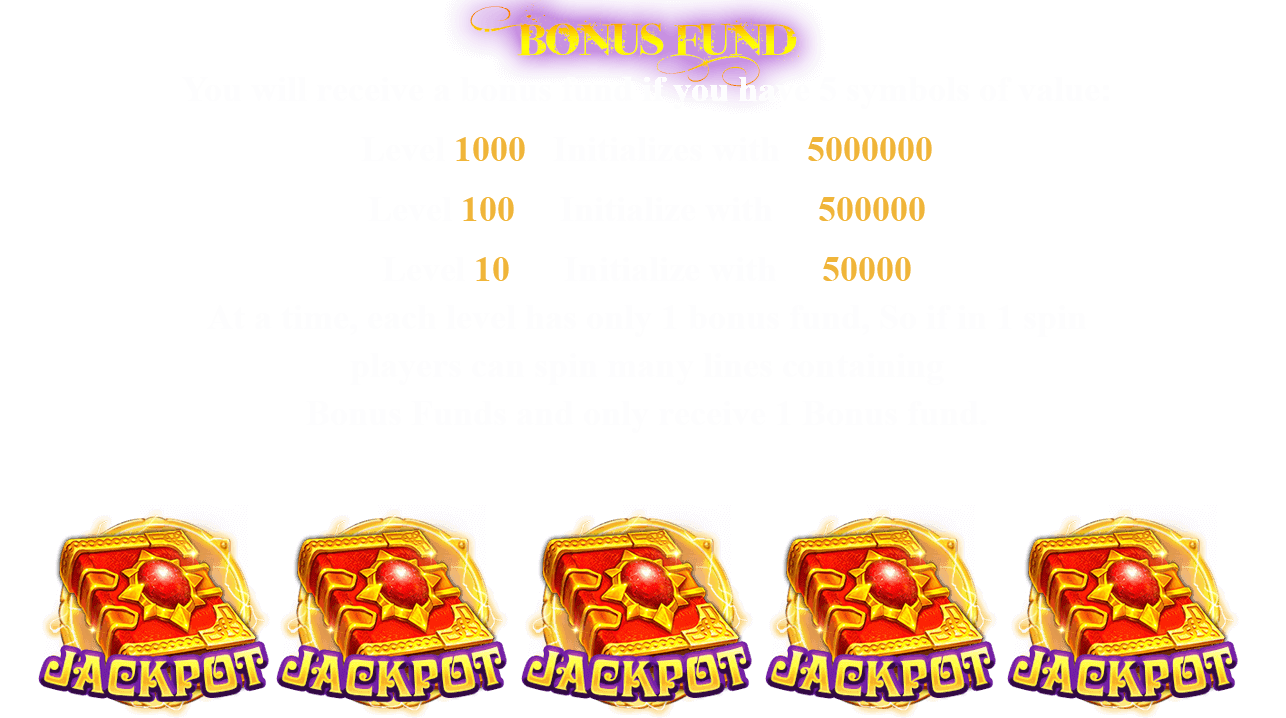 BONUS FUND
You will receive a bonus fund if you have 5 symbols of value:
Level 1000 Initializes with 5000000
Level 100 Initialize with 500000
Level 10 Initialize with 50000
At a time, each level has only 1 bonus fund, So if in 1 spin
players can spin many lines containing
Bonus Funds and only receive 1 Bonus fund.
JACKPOT JACKPOT JACKPOT JACKPOT JACKPOT